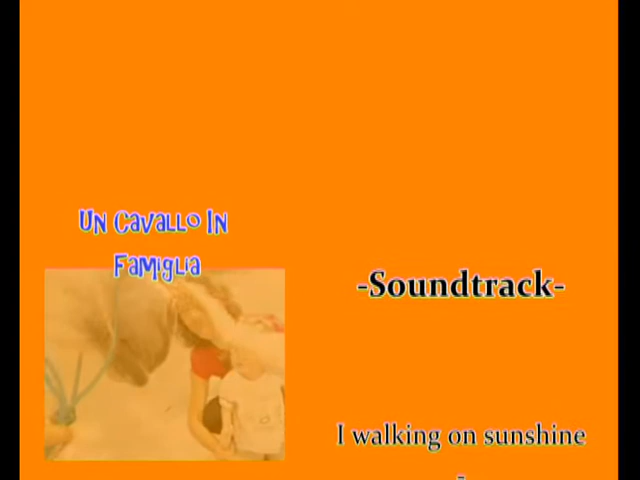 Un Cavallo In
Famiglia
-Soundtrack-
I walking on sunshine